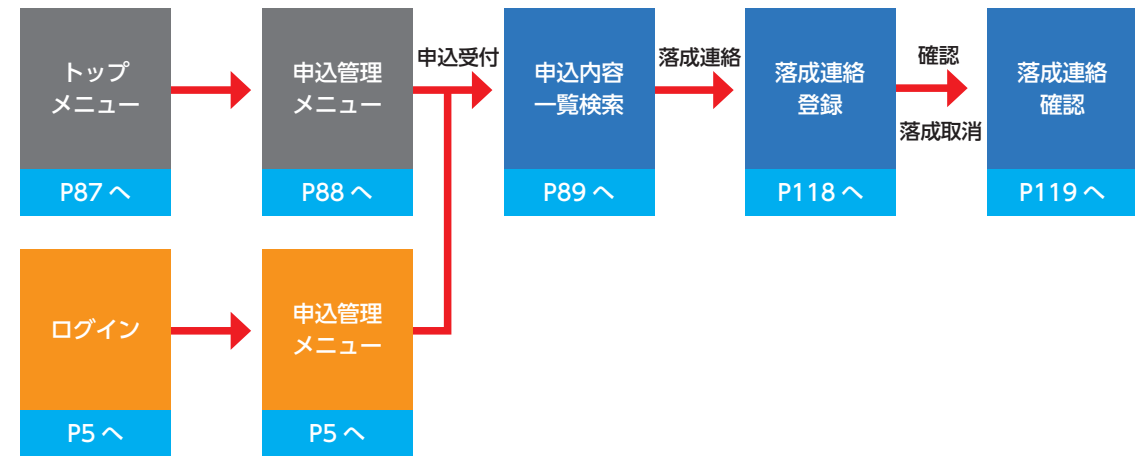 トップ
メニュー
P87 へ
申込管理
メニュー
P88 へ
申込受付
申込内容
一覧検索
P89 へ
落成連絡
落成連絡
登録
P118 へ
確認
落成取消
落成連絡
確認
P119 へ
ログイン
P5 へ
申込管理
メニュー
P5 へ